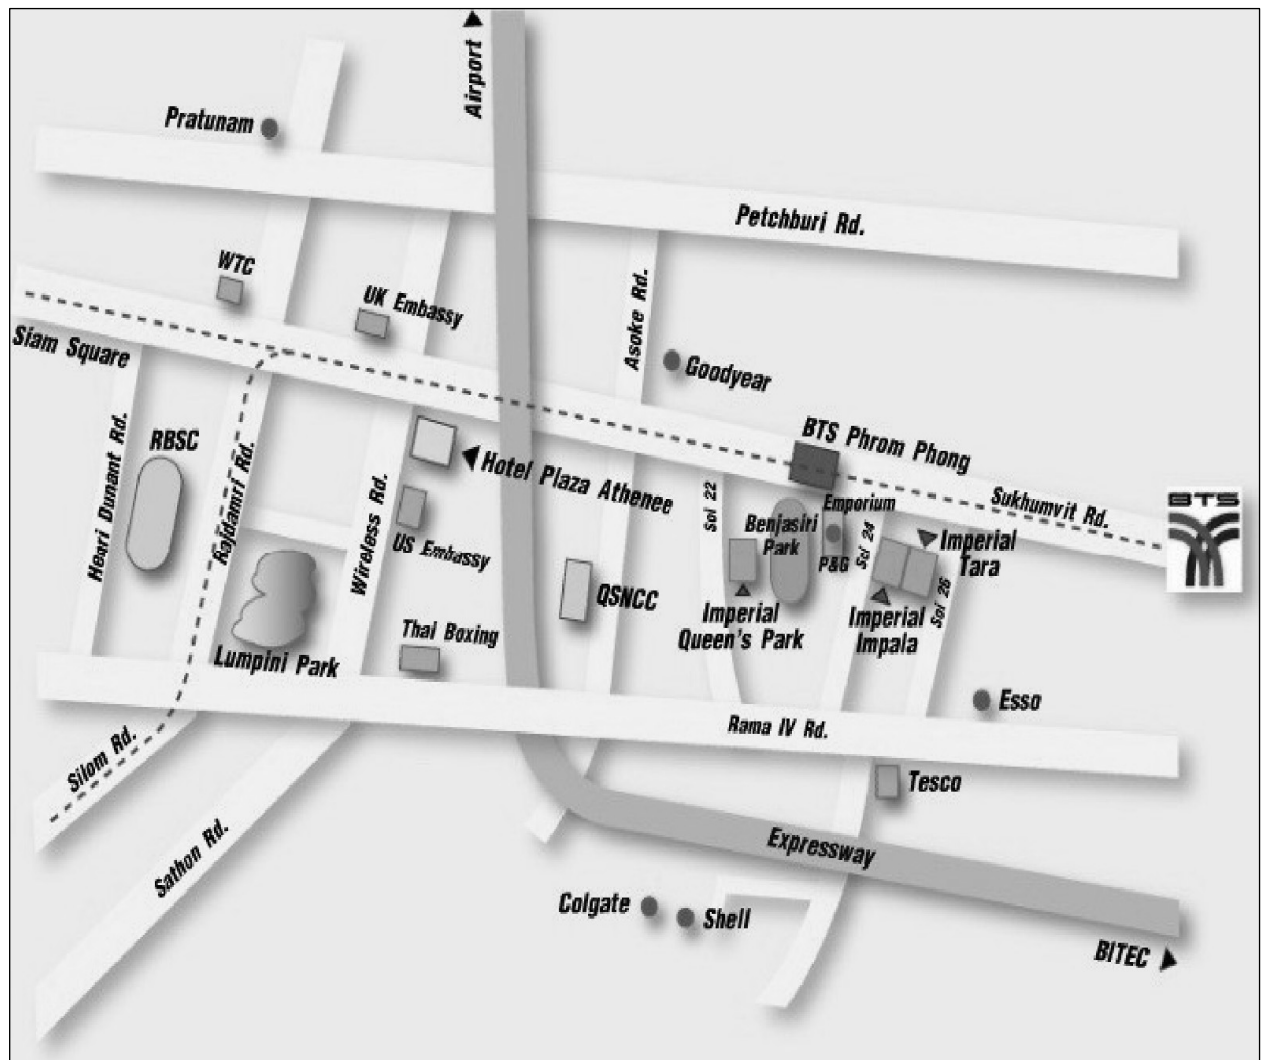 Airport
Pratunam
Petchburi Rd.
WTC
UK Embassy
Asoke Rd.
Siam Square
Goodyear
BTS Phrom Phong
Henri Dunant Rd.
RBSC
Rajdamri Rd.
Wireless Rd.
Hotel Plaza Athenee
Soi 22
Emporium
Sukhumvit Rd.
BTS
Benjasiri
Park
US Embassy
P&G
Soi 24
Imperial
Tara
QSNCC
Imperial
Queen's Park
Imperial
Impala
Soi 26
Thai Boxing
Lumpini Park
Esso
Rama IV Rd.
Silom Rd.
Tesco
Sathon Rd.
Expressway
Colgate
Shell
BITEC